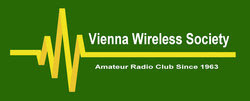 Vienna Wireless Society
Amateur Radio Club Since 1963